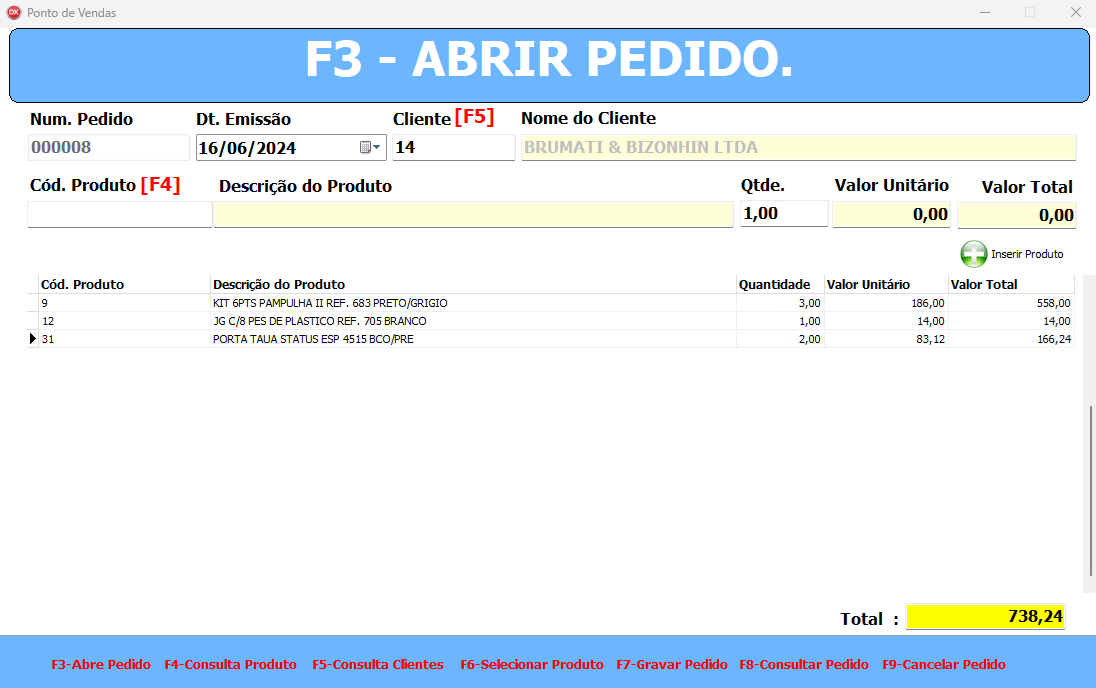 DX Ponto de Vendas
F3 - ABRIR PEDIDO.
Num. Pedido Dt. Emissão Cliente [F5] Nome do Cliente
000008 16/06/2024 14 BRUMATI & BIZONHIN LTDA
Cód. Produto [F4] Descrição do Produto Qtde. Valor Unitário Valor Total
1,00 0,00 0,00
Inserir Produto
Cód. Produto Descrição do Produto Quantidade Valor Unitário Valor Total
9 KIT 6PTS PAMPULHA II REF. 683 PRETO/GRIGIO 3,00 186,00 558,00
12 JG C/8 PES DE PLASTICO REF. 705 BRANCO 1,00 14,00 14,00
31 PORTA TAUA STATUS ESP 4515 BCO/PRE 2,00 83,12 166,24
Total : 738,24
F3-Abre Pedido F4-Consulta Produto F5-Consulta Clientes F6-Selecionar Produto F7-Gravar Pedido F8-Consultar Pedido F9-Cancelar Pedido